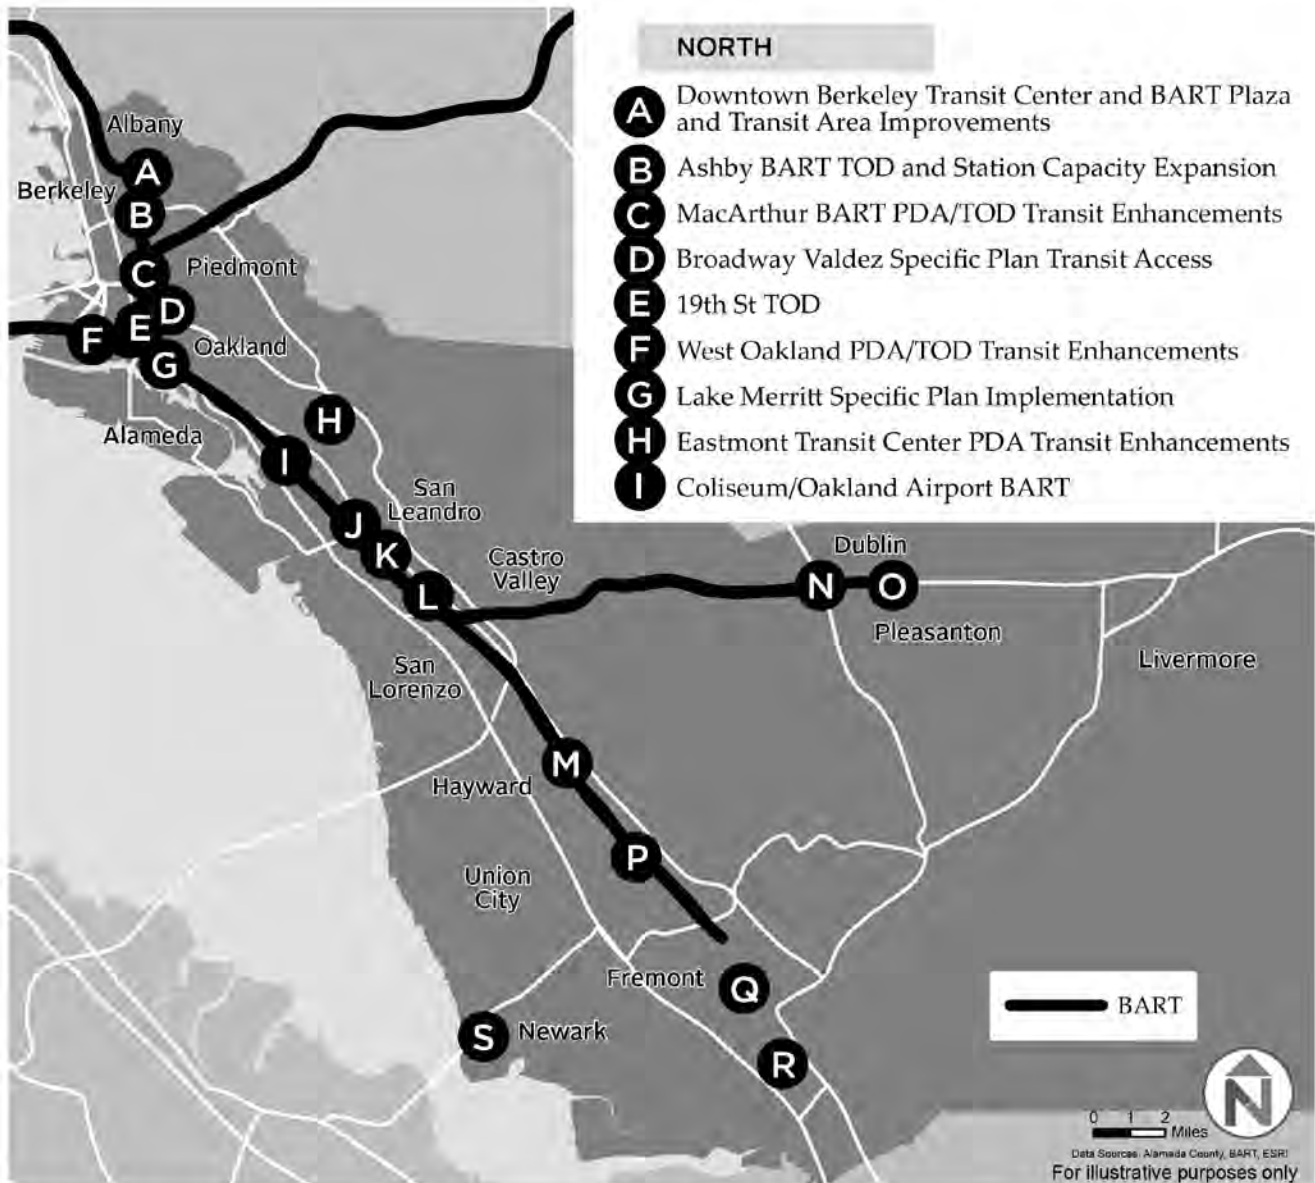 NORTH
A Downtown Berkeley Transit Center and BART Plaza
and Transit Area Improvements
B Ashby BART TOD and Station Capacity Expansion
C MacArthur BART PDA/TOD Transit Enhancements
D Broadway Valdez Specific Plan Transit Access
E 19th St TOD
F West Oakland PDA/TOD Transit Enhancements
G Lake Merritt Specific Plan Implementation
H Eastmont Transit Center PDA Transit Enhancements
I Coliseum/Oakland Airport BART
Albany
A
Berkeley
B
C
Piedmont
D
E
F
Oakland
G
H
Alameda
I
San
Leandro
J
K
Castro
Valley
L
Dublin
N
O
Pleasanton
Livermore
San
Lorenzo
M
Hayward
P
Union
City
Fremont
Q
S
Newark
R
BART
N
0 1 2
Miles
Data Sources: Alameda County, BART, ESRI
For illustrative purposes only